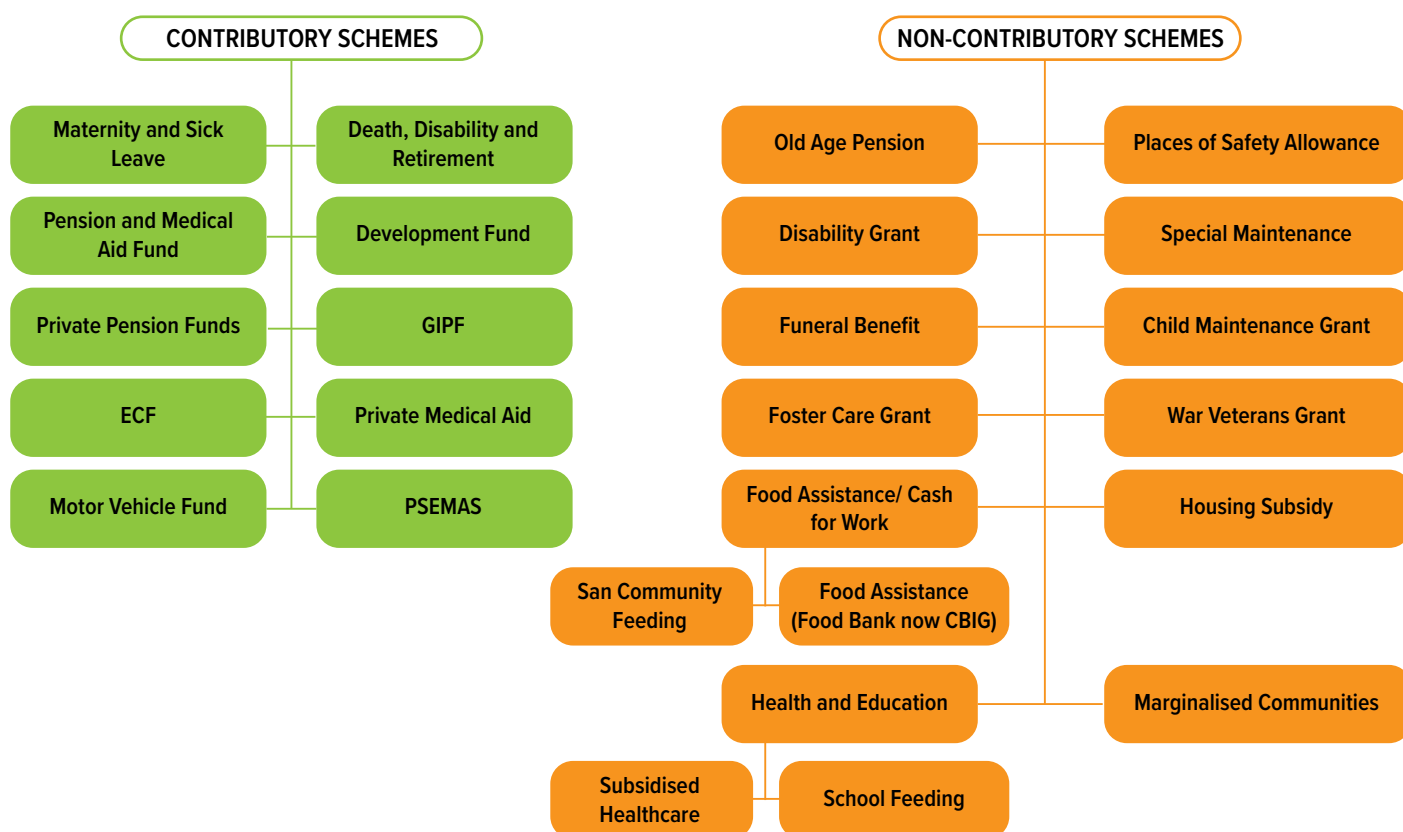 CONTRIBUTORY SCHEMES
Maternity and Sick
Leave
Death, Disability and
Retirement
Pension and Medical
Aid Fund
Development Fund
Private Pension Funds
GIPF
ECF
Private Medical Aid
Motor Vehicle Fund
PSEMAS
NON-CONTRIBUTORY SCHEMES
Old Age Pension
Places of Safety Allowance
Disability Grant
Special Maintenance
Funeral Benefit
Child Maintenance Grant
Foster Care Grant
War Veterans Grant
Food Assistance/ Cash
for Work
Housing Subsidy
San Community
Feeding
Food Assistance
(Food Bank now CBIG)
Health and Education
Marginalised Communities
Subsidised
Healthcare
School Feeding